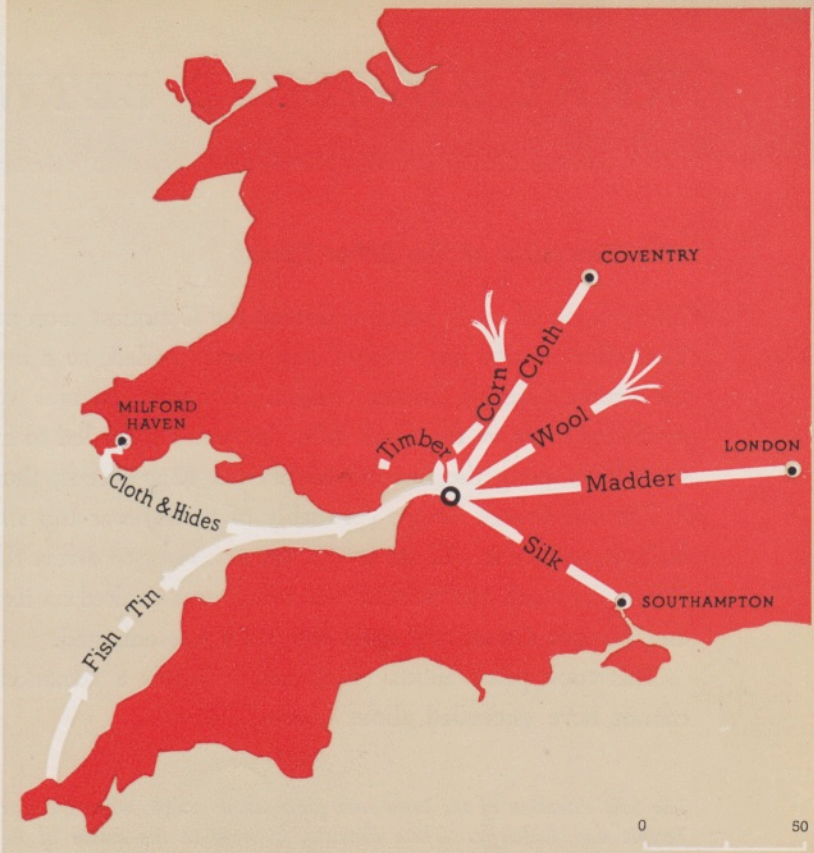 COVENTRY
Cloth
Corn
Wool
MILFORD
HAVEN
Timber
LONDON
Madder
Cloth & Hides
Silk
Fish Tin
SOUTHAMPTON
0 50